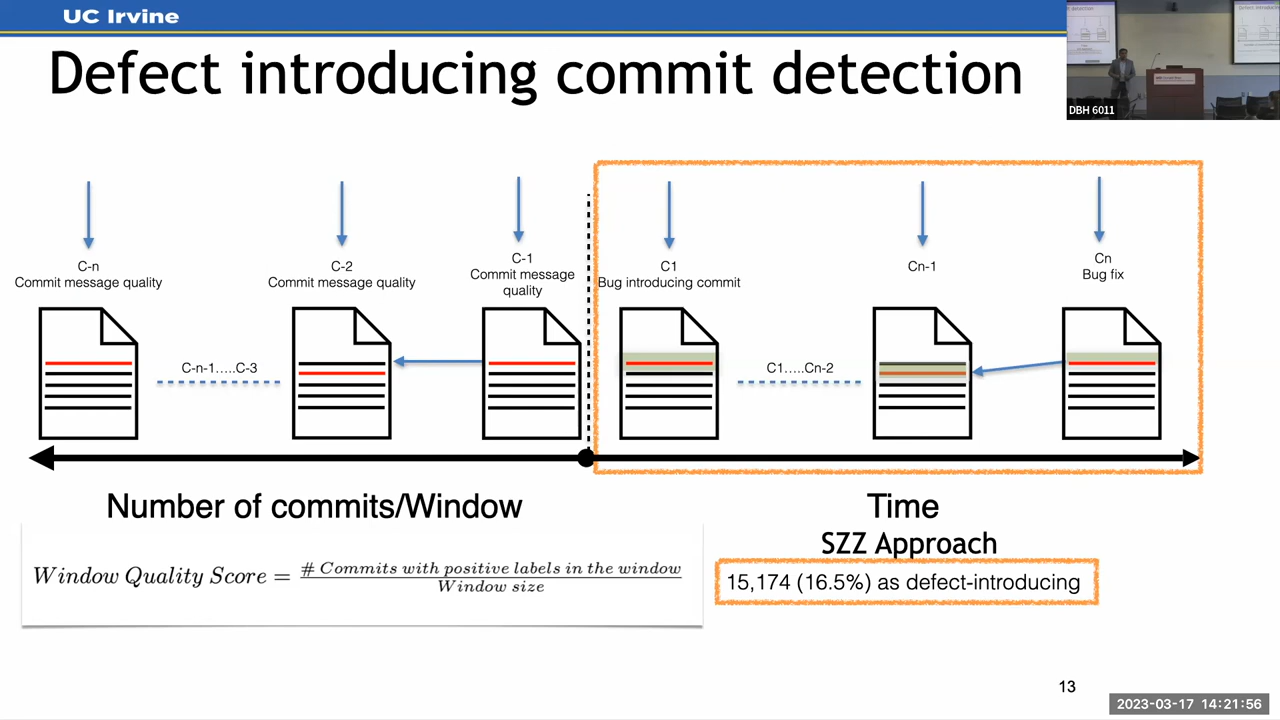 UC Irvine
Defect introducing commit detection
DBH 6011
C-n
Commit message quality
C-2
Commit message quality
C-1
Commit message
quality
C1
Bug introducing commit
Cn-1
Cn
Bug fix
C-n-1…..C-3
C1…..Cn-2
Number of commits/Window
Time
SZZ Approach
Window Quality Score = # Commits with positive labels in the window / Window size
15,174 (16.5%) as defect-introducing
13
2023-03-17 14:21:56